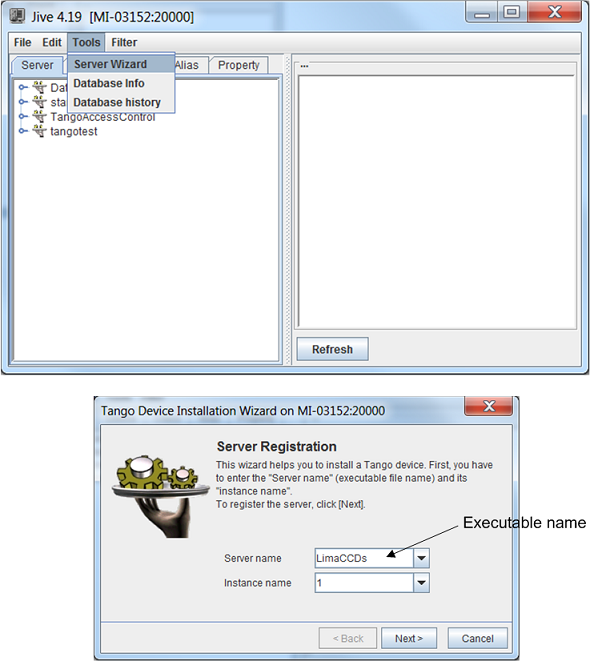 Jive 4.19 [MI-03152:20000]
File Edit Tools Filter
Server Server Wizard Alias Property
Database Info
Database history
Dat
sta
TangoAccessControl
tangotest
...
Refresh
Tango Device Installation Wizard on MI-03152:20000
Server Registration
This wizard helps you to install a Tango device. First, you have
to enter the "Server name" (executable file name) and its
"instance name".
To register the server, click [Next].
Executable name
Server name LimaCCDs
Instance name 1
< Back Next > Cancel